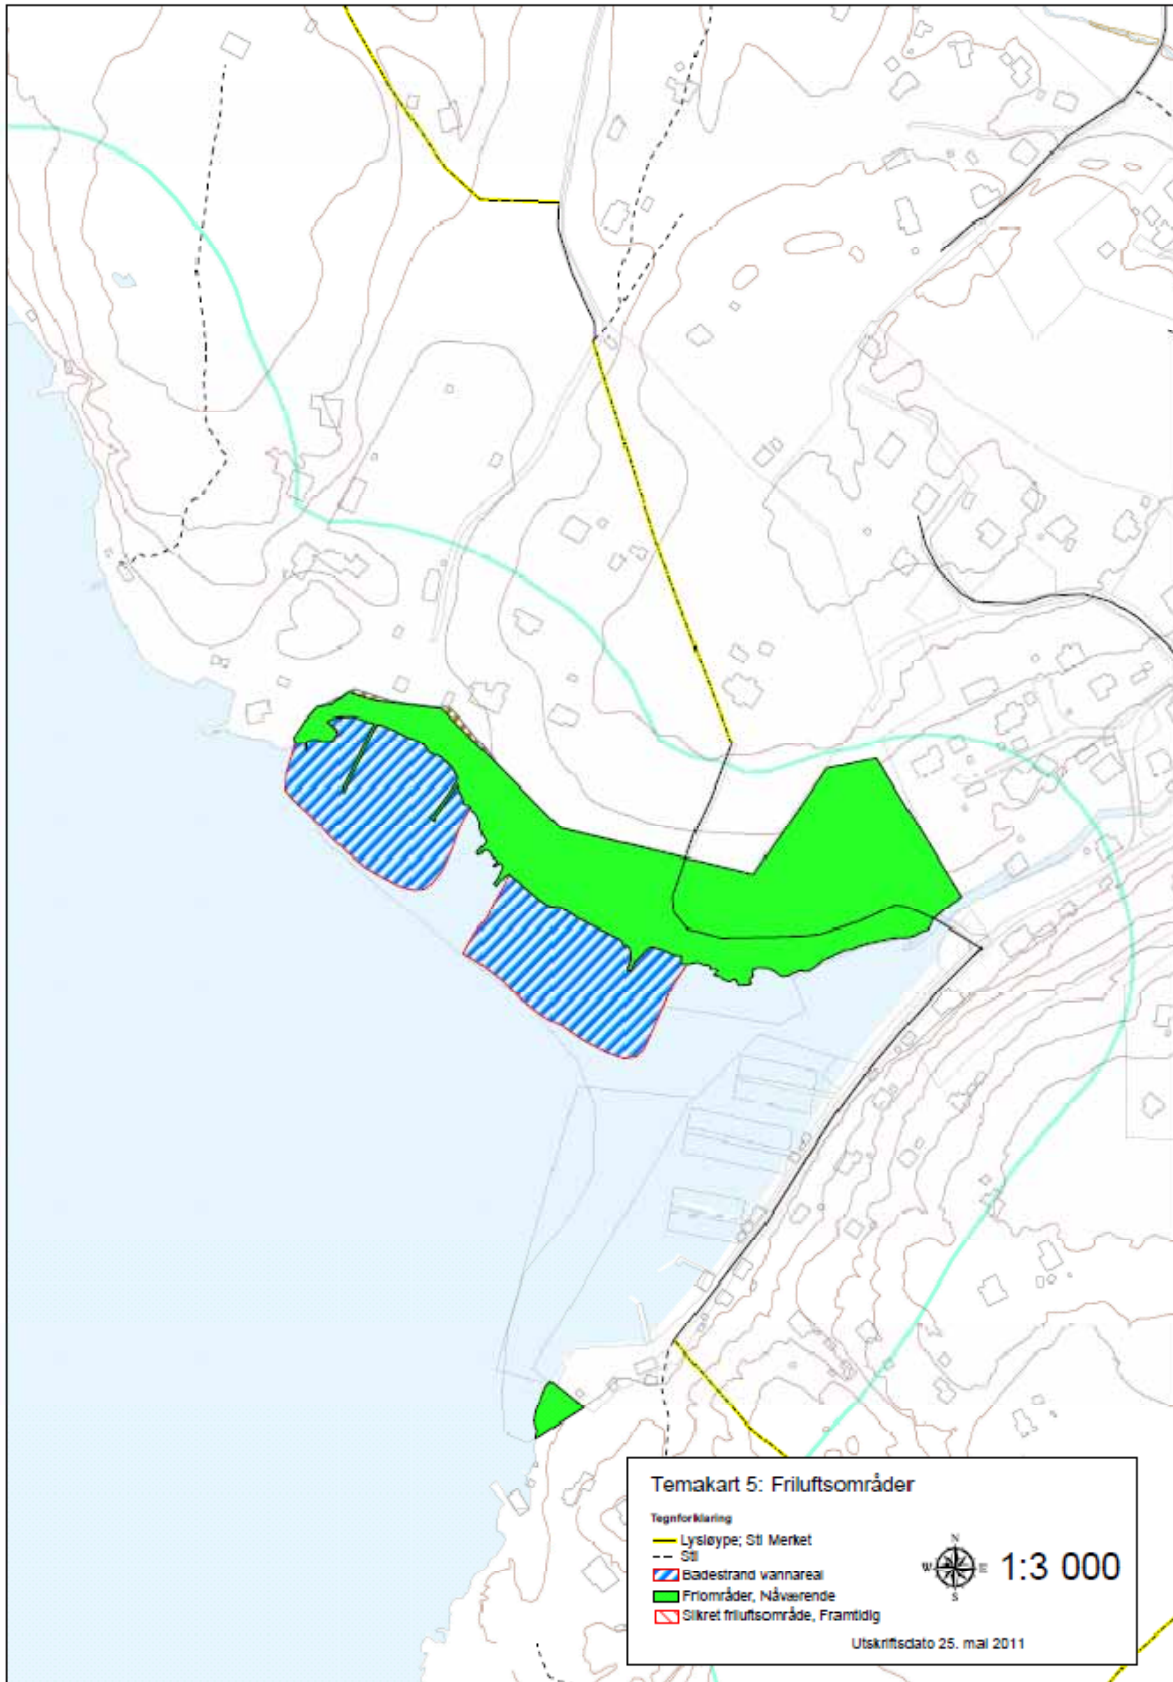 Temakart 5: Friluftsområder
Tegnforklaring
Lysløype; Sti Merket
Sti
Badestrand vannareal
Friområder, Nåværende
Sikret friluftsområde, Framtidig
N
W E
S
1:3 000
Utskriftsdato 25. mai 2011